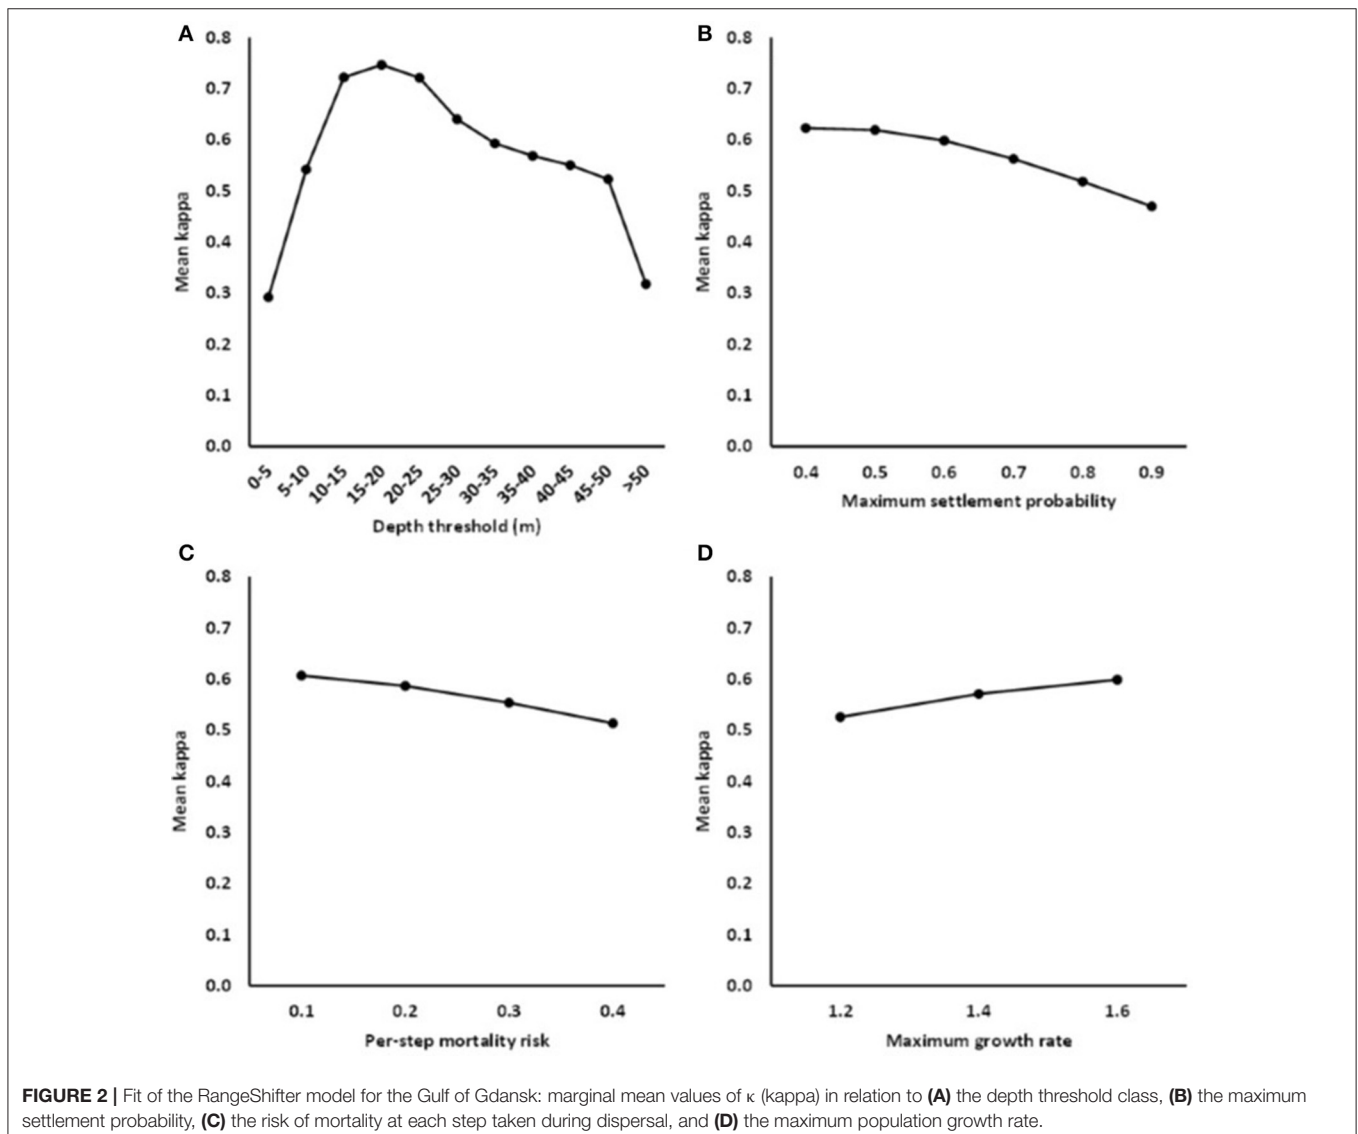 A
0.8
0.7
0.6
0.5
0.4
0.3
0.2
0.1
0.0
Mean kappa
0-5
5-10
10-15
15-20
20-25
25-30
30-35
35-40
40-45
45-50
>50
Depth threshold (m)
B
0.8
0.7
0.6
0.5
0.4
0.3
0.2
0.1
0.0
Mean kappa
0.4 0.5 0.6 0.7 0.8 0.9
Maximum settlement probability
C
0.8
0.7
0.6
0.5
0.4
0.3
0.2
0.1
0.0
Mean kappa
0.1 0.2 0.3 0.4
Per-step mortality risk
D
0.8
0.7
0.6
0.5
0.4
0.3
0.2
0.1
0.0
Mean kappa
1.2 1.4 1.6
Maximum growth rate
FIGURE 2 | Fit of the RangeShifter model for the Gulf of Gdansk: marginal mean values of κ (kappa) in relation to (A) the depth threshold class, (B) the maximum
settlement probability, (C) the risk of mortality at each step taken during dispersal, and (D) the maximum population growth rate.